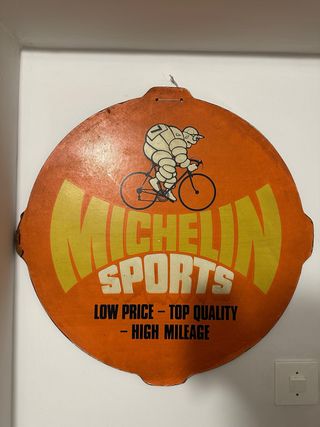 MICHELIN
SPORTS
LOW PRICE – TOP QUALITY
– HIGH MILEAGE